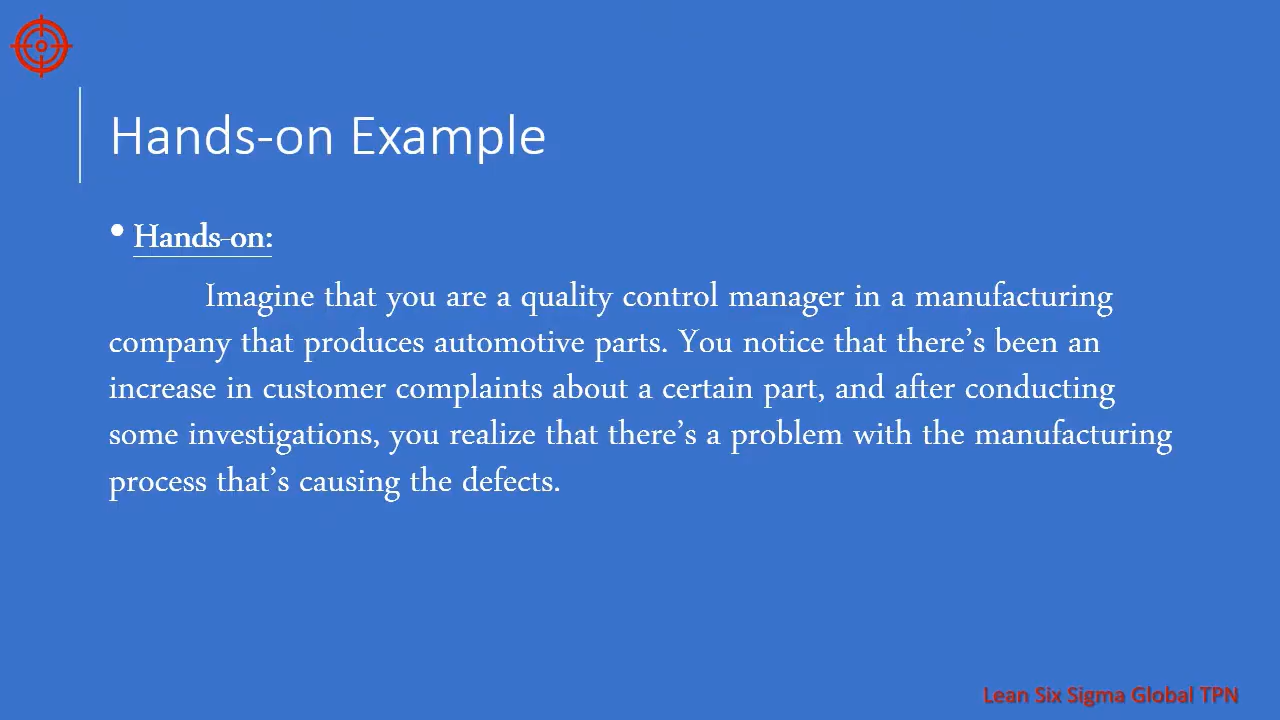 Hands-on Example
• Hands-on:
Imagine that you are a quality control manager in a manufacturing
company that produces automotive parts. You notice that there’s been an
increase in customer complaints about a certain part, and after conducting
some investigations, you realize that there’s a problem with the manufacturing
process that’s causing the defects.
Lean Six Sigma Global TPN